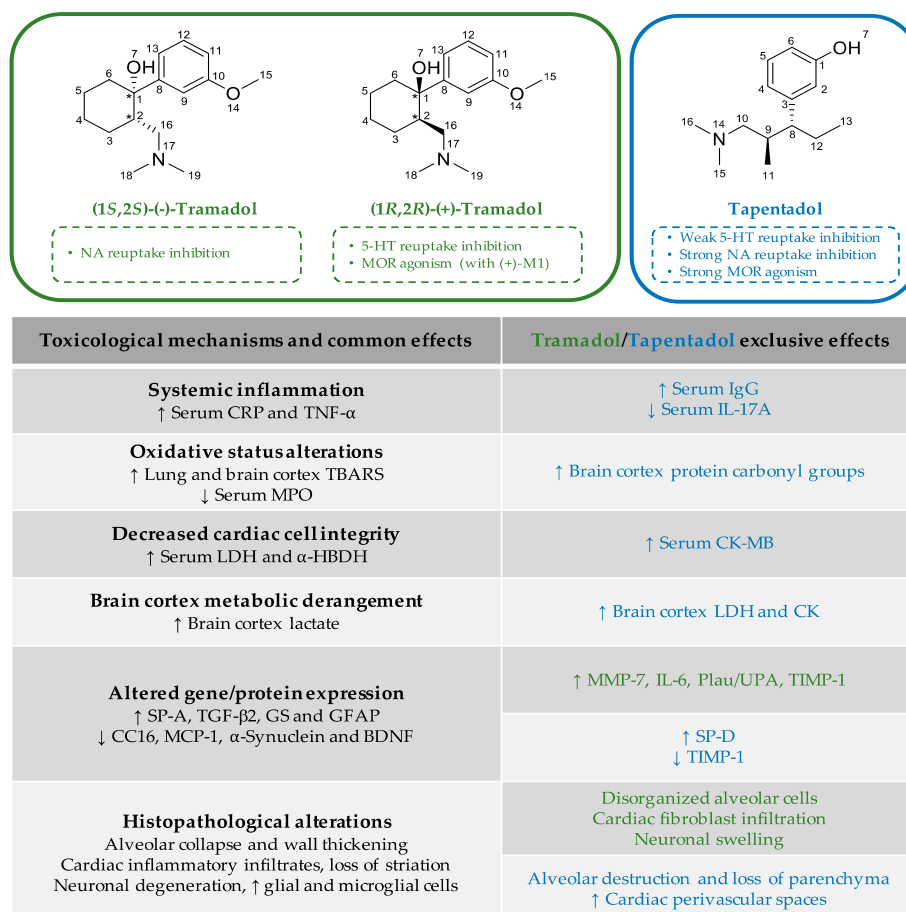 12
13
11
7
OH
6
8
10
15
1
*
9
O
14
5
*
2
16
4
3
17
N
18
19
(1S,2S)-(-)-Tramadol
• NA reuptake inhibition
12
13
11
7
OH
6
8
10
15
1
*
9
O
14
5
*
2
16
4
3
17
N
18
19
(1R,2R)-(+)-Tramadol
• 5-HT reuptake inhibition
• MOR agonism (with (+)-M1)
7
6
OH
5
1
4
2
3
16
14
N
10
9
8
13
15
11
12
Tapentadol
• Weak 5-HT reuptake inhibition
• Strong NA reuptake inhibition
• Strong MOR agonism
Toxicological mechanisms and common effects
Tramadol/Tapentadol exclusive effects
Systemic inflammation
↑ Serum CRP and TNF-α
↑ Serum IgG
↓ Serum IL-17A
Oxidative status alterations
↑ Lung and brain cortex TBARS
↓ Serum MPO
↑ Brain cortex protein carbonyl groups
Decreased cardiac cell integrity
↑ Serum LDH and α-HBDH
↑ Serum CK-MB
Brain cortex metabolic derangement
↑ Brain cortex lactate
↑ Brain cortex LDH and CK
Altered gene/protein expression
↑ SP-A, TGF-β2, GS and GFAP
↓ CC16, MCP-1, α-Synuclein and BDNF
↑ MMP-7, IL-6, Plau/UPA, TIMP-1
↑ SP-D
↓ TIMP-1
Histopathological alterations
Alveolar collapse and wall thickening
Cardiac inflammatory infiltrates, loss of striation
Neuronal degeneration, ↑ glial and microglial cells
Disorganized alveolar cells
Cardiac fibroblast infiltration
Neuronal swelling
Alveolar destruction and loss of parenchyma
↑ Cardiac perivascular spaces